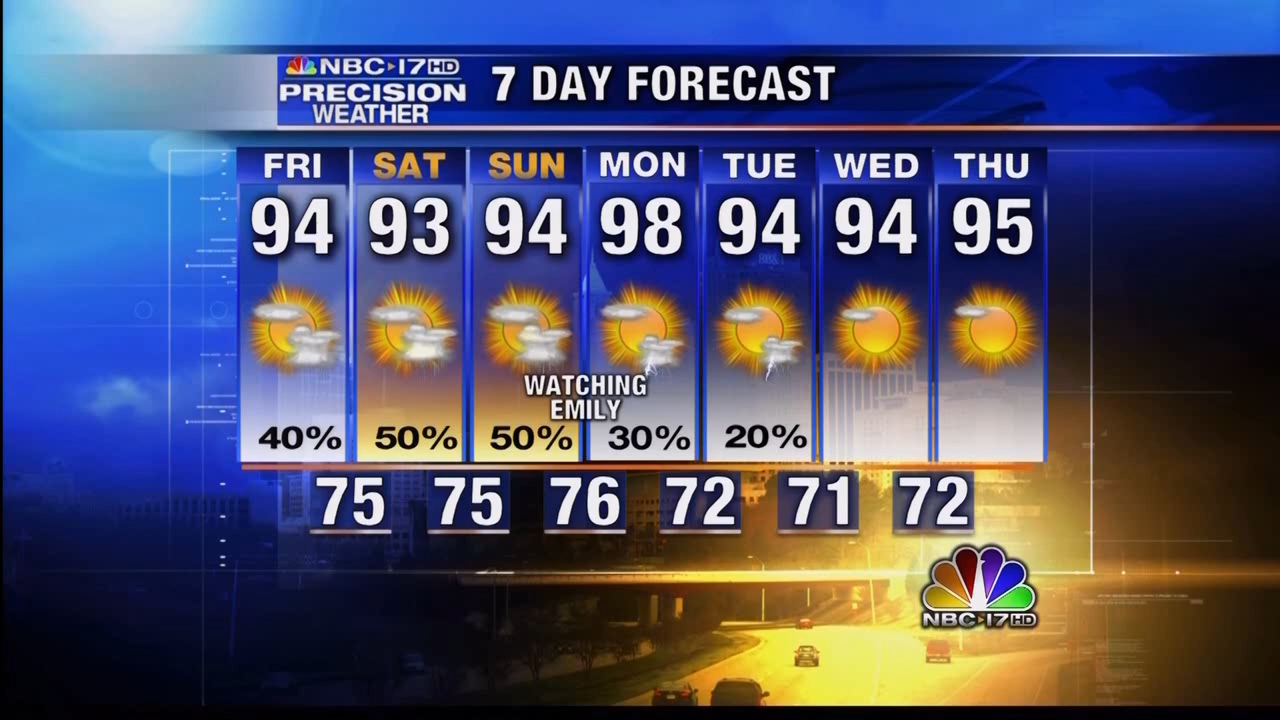 NBC 17 HD
PRECISION
WEATHER
7 DAY FORECAST
FRI SAT SUN MON TUE WED THU
94 93 94 98 94 94 95
WATCHING
EMILY
40% 50% 50% 30% 20%
75 75 76 72 71 72
NBC 17 HD